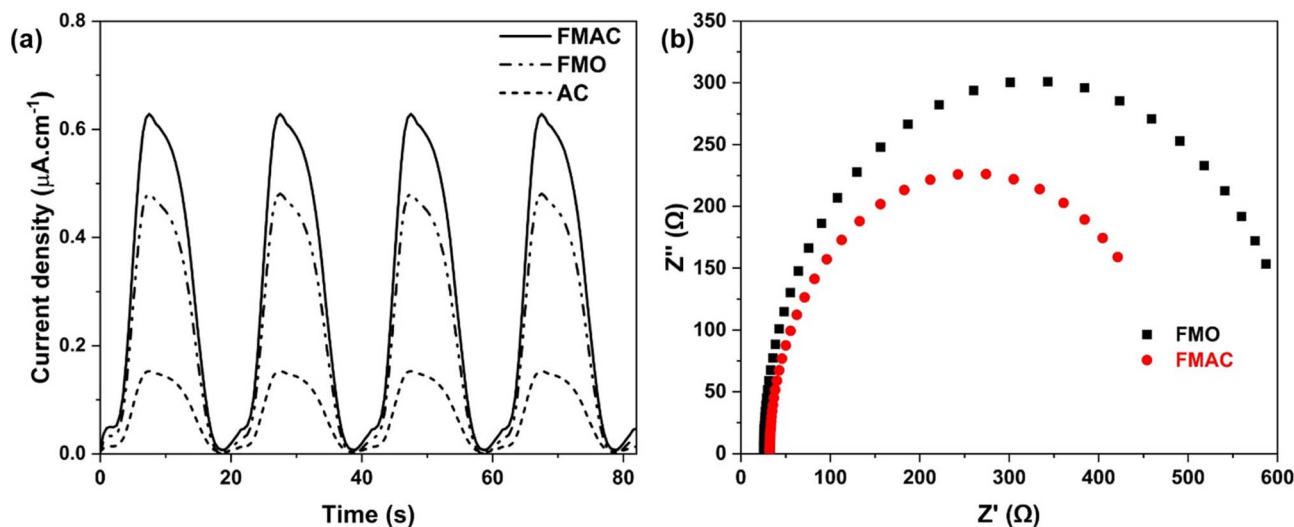 (a)
FMAC
FMO
AC
Current density (μA.cm⁻¹)
0.8
0.6
0.4
0.2
0.0
0 20 40 60 80
Time (s)
(b)
Z'' (Ω)
350
300
250
200
150
100
50
0
FMO
FMAC
0 50 100 200 300 400 500 600
Z' (Ω)